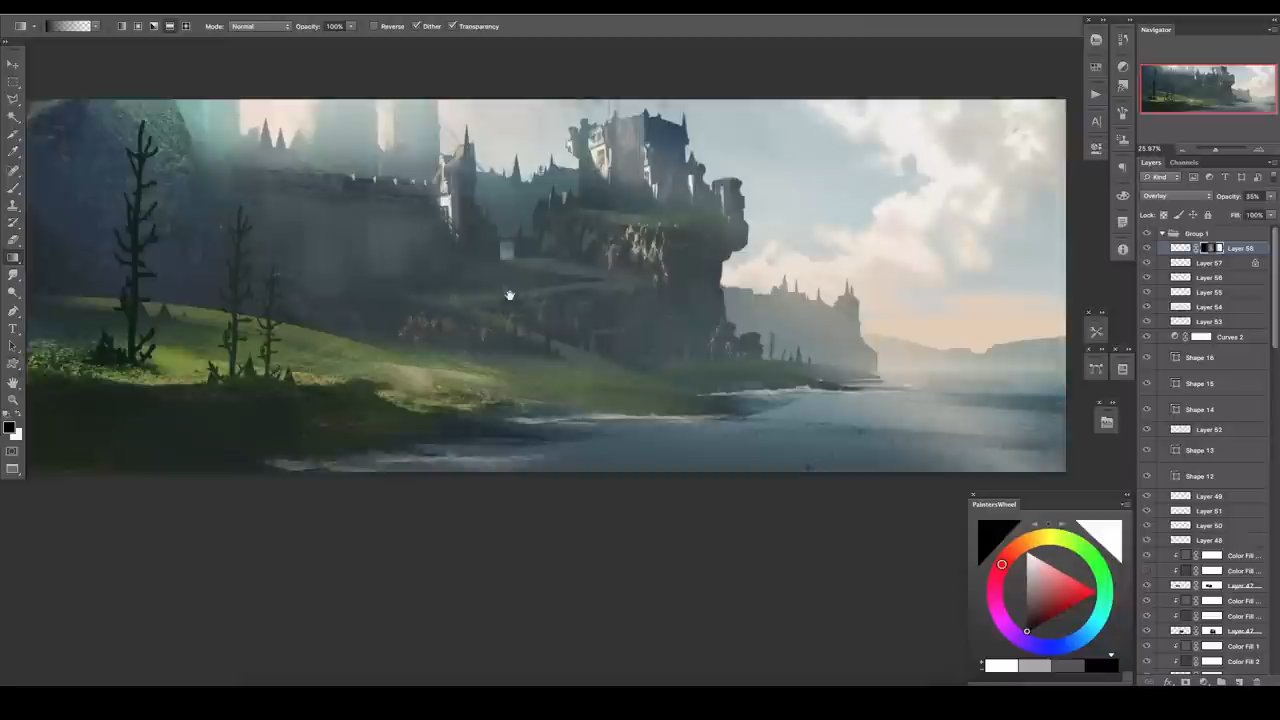 Mode: Normal Opacity: 100% Reverse Dither Transparency
Navigator
25.97%
Layers Channels
Kind
Overlay Opacity: 35%
Lock: Fill: 100%
Group 1
Layer 58
Layer 57
Layer 56
Layer 55
Layer 54
Layer 53
Curves 2
Shape 16
Shape 15
Shape 14
Layer 52
Shape 13
Shape 12
Layer 49
Layer 51
Layer 50
Layer 48
Color Fill ...
Color Fill ...
Layer 47
Color Fill ...
Color Fill ...
Layer 47
Color Fill 1
Color Fill 2
PaintersWheel